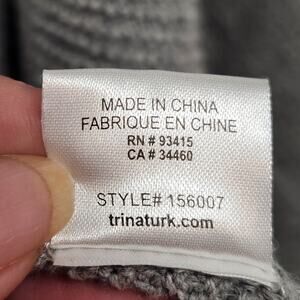 MADE IN CHINA
FABRIQUE EN CHINE
RN # 93415
CA # 34460
STYLE# 156007
trinaturk.com